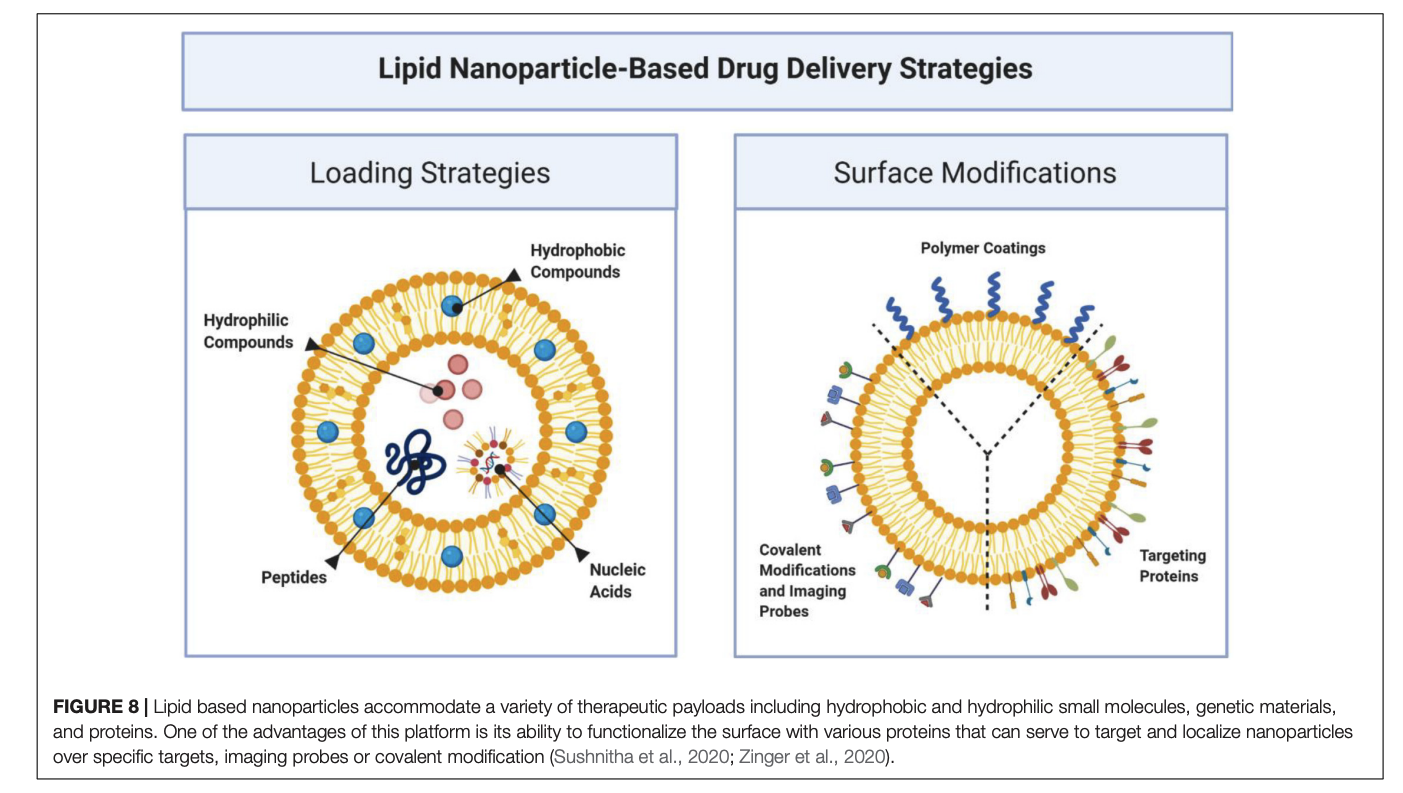 Lipid Nanoparticle-Based Drug Delivery Strategies
Loading Strategies
Hydrophobic
Compounds
Hydrophilic
Compounds
Peptides
Nucleic
Acids
Surface Modifications
Polymer Coatings
Covalent
Modifications
and Imaging
Probes
Targeting
Proteins
FIGURE 8 | Lipid based nanoparticles accommodate a variety of therapeutic payloads including hydrophobic and hydrophilic small molecules, genetic materials,
and proteins. One of the advantages of this platform is its ability to functionalize the surface with various proteins that can serve to target and localize nanoparticles
over specific targets, imaging probes or covalent modification (Sushnitha et al., 2020; Zinger et al., 2020).